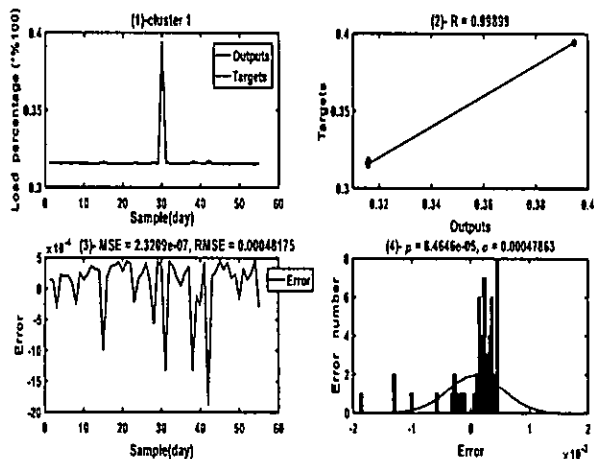 (1)-cluster 1
Load percentage (*%100)
0.4
0.35
0.3
0 10 20 30 40 50 60
Sample(day)
Outputs
Targets
(2)- R = 0.99899
Targets
0.4
0.35
0.3
0.32 0.34 0.36 0.38 0.4
Outputs
x10^-4 (3)- MSE = 2.3209e-07, RMSE = 0.00048175
Error
5
0
-5
-10
-15
-20
0 10 20 30 40 50 60
Sample(day)
Error
(4)- μ = 8.4646e-05, σ = 0.00047863
Error number
8
6
4
2
0
-2 -1 0 1 2
Error
x10^-3